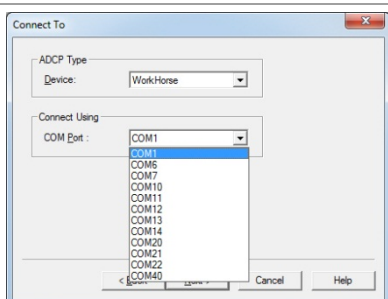 Connect To
ADCP Type
Device: WorkHorse
Connect Using
COM Port : COM1
COM1
COM6
COM7
COM10
COM11
COM12
COM13
COM14
COM20
COM21
COM22
COM40
<
Cancel
Help